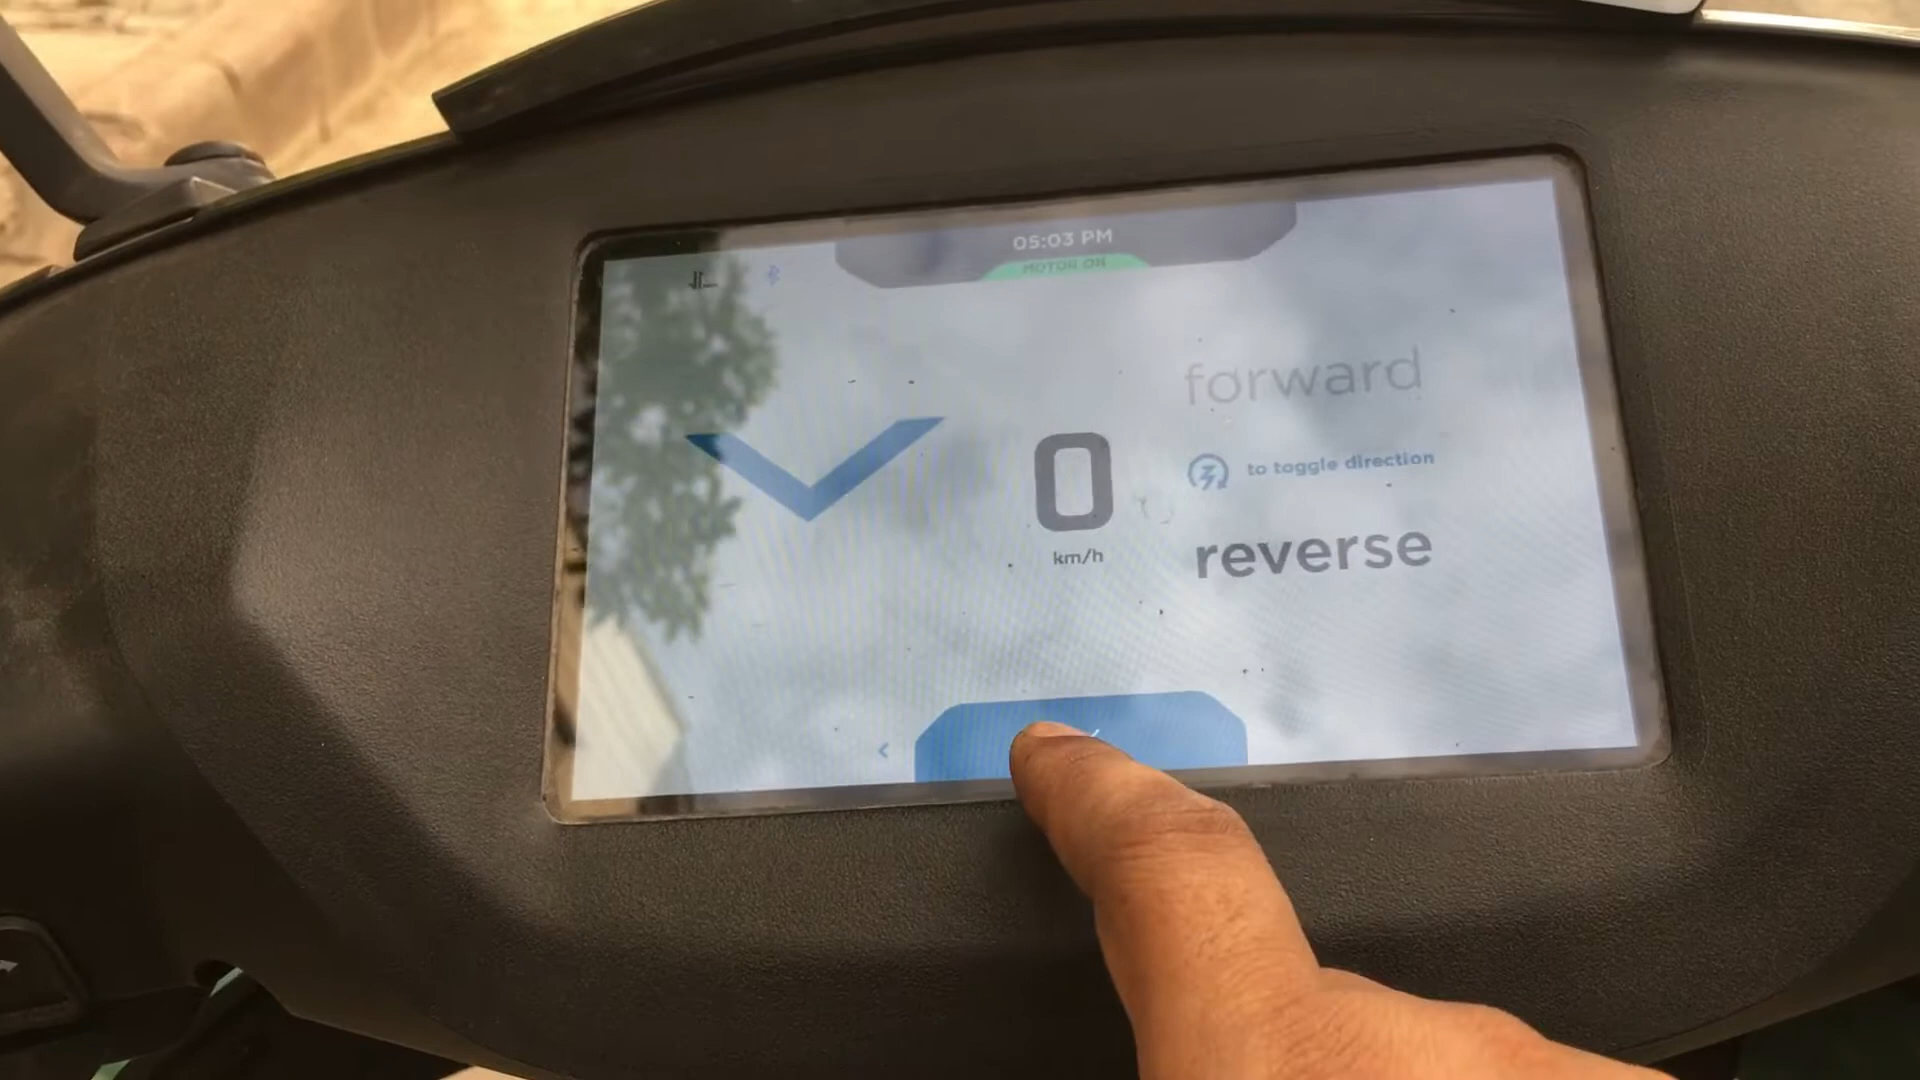 05:03 PM
MOTOR ON
forward
0
to toggle direction
km/h
reverse